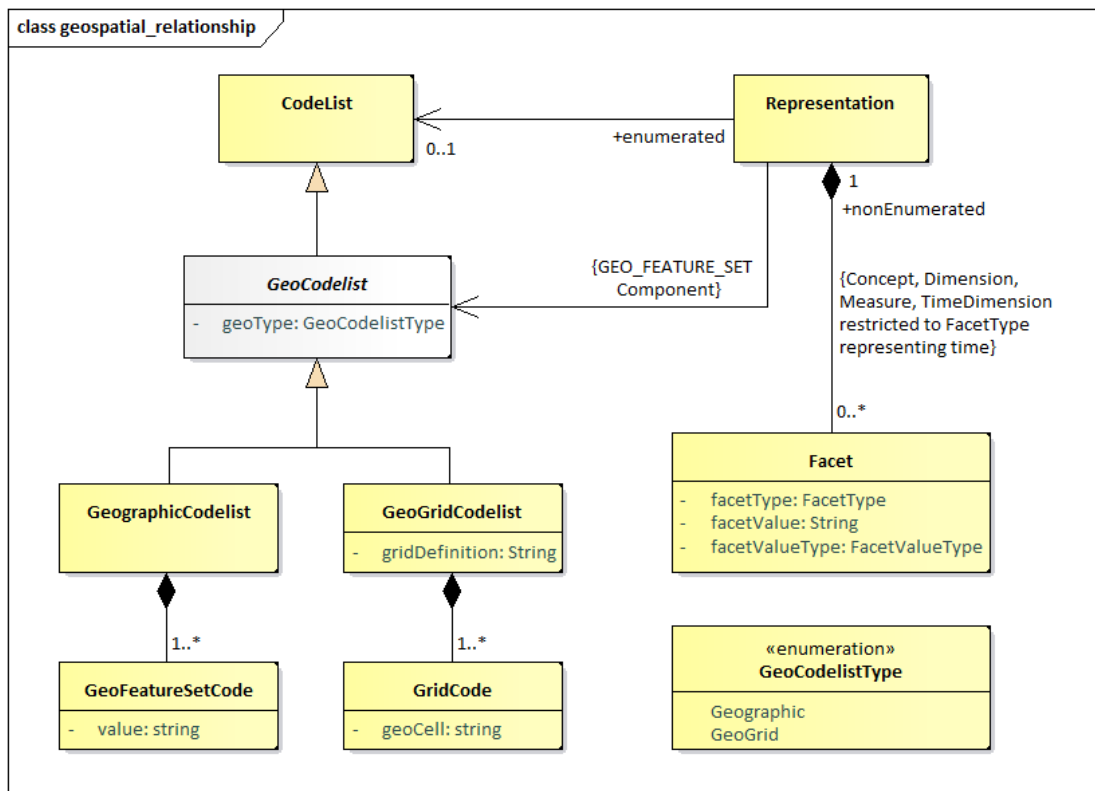 class geospatial_relationship
CodeList
Representation
+enumerated
0..1
1
+nonEnumerated
GeoCodelist
- geoType: GeoCodelistType
{GEO_FEATURE_SET
Component}
{Concept, Dimension,
Measure, TimeDimension
restricted to FacetType
representing time}
0..*
Facet
- facetType: FacetType
- facetValue: String
- facetValueType: FacetValueType
GeographicCodelist
GeoGridCodelist
- gridDefinition: String
1..*
1..*
GeoFeatureSetCode
- value: string
GridCode
- geoCell: string
«enumeration»
GeoCodelistType
Geographic
GeoGrid